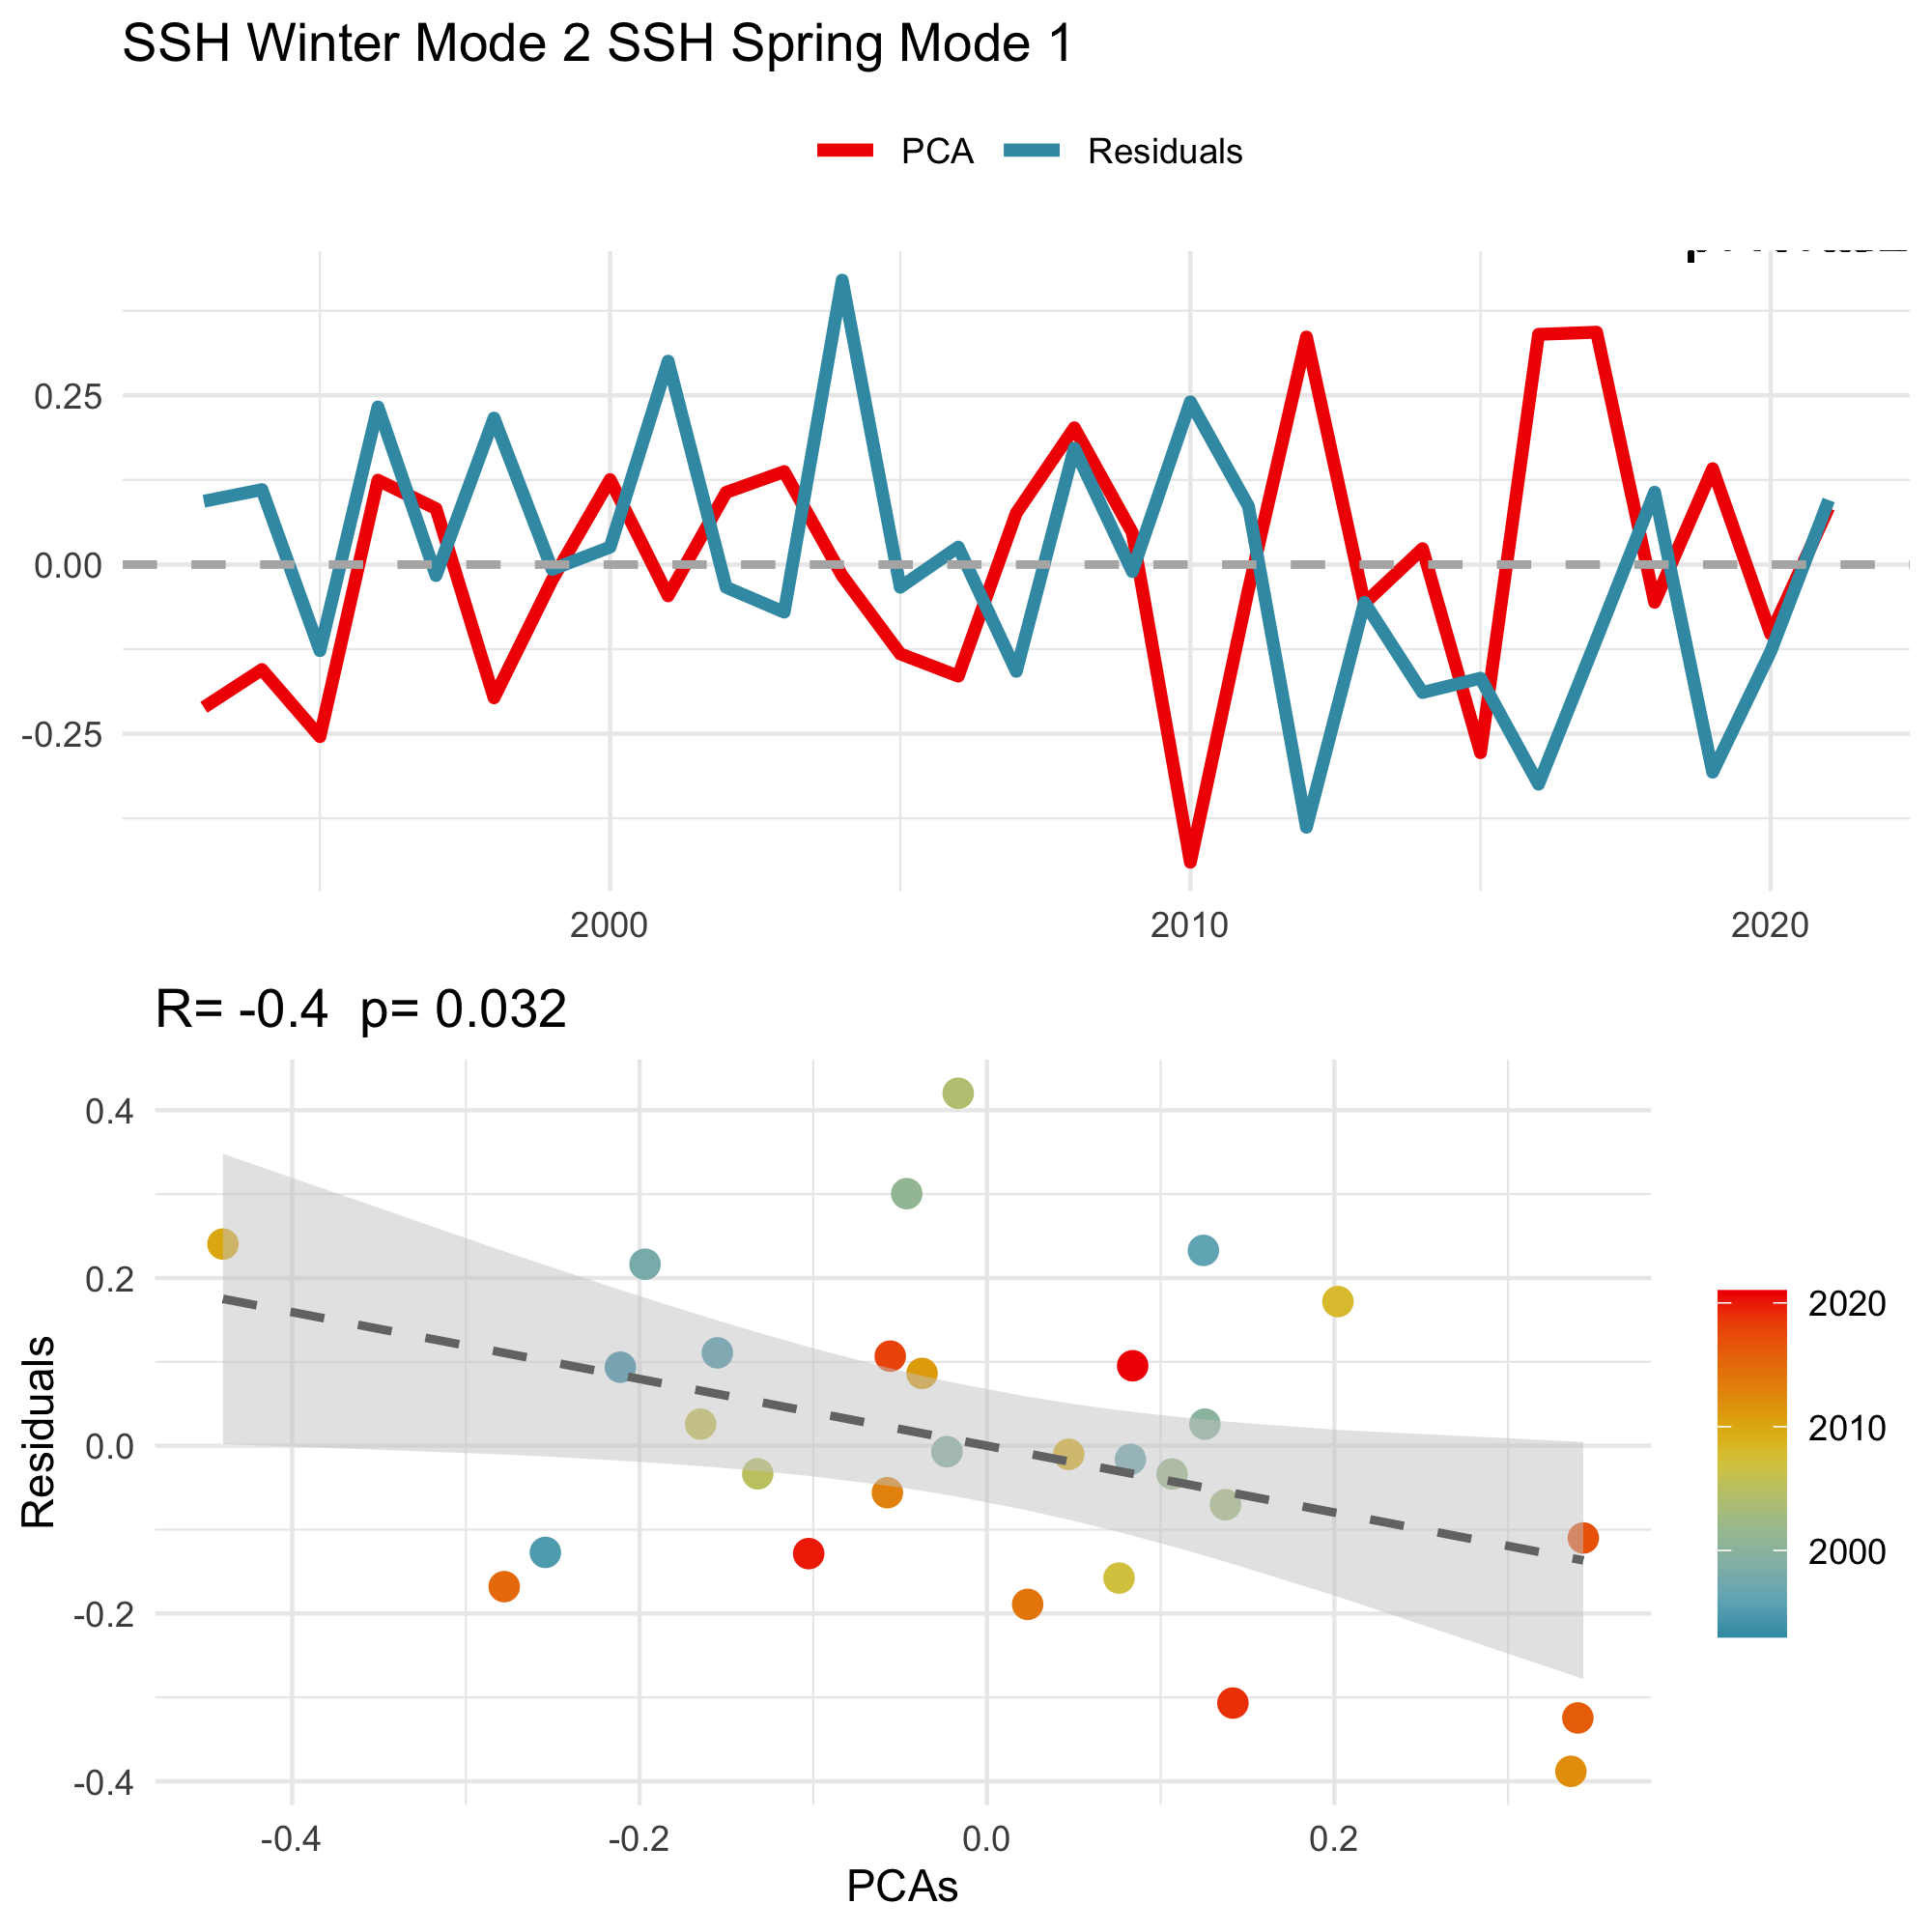 SSH Winter Mode 2 SSH Spring Mode 1
PCA Residuals
0.25
0.00
-0.25
2000 2010 2020
R= -0.4 p= 0.032
Residuals
0.4
0.2
0.0
-0.2
-0.4
-0.4 -0.2 0.0 0.2
PCAs
2020
2010
2000